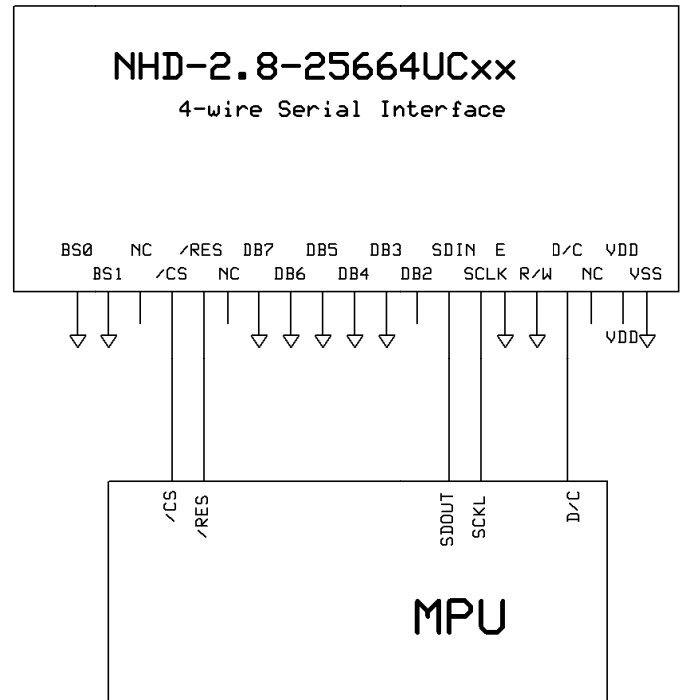 NHD-2.8-25664UCxx
4-wire Serial Interface
BS0 NC /RES DB7 DB5 DB3 SDIN E D/C VDD
BS1 /CS NC DB6 DB4 DB2 SCLK R/W NC VSS
VDD
/CS /RES SDOUT SCKL D/C
MPU